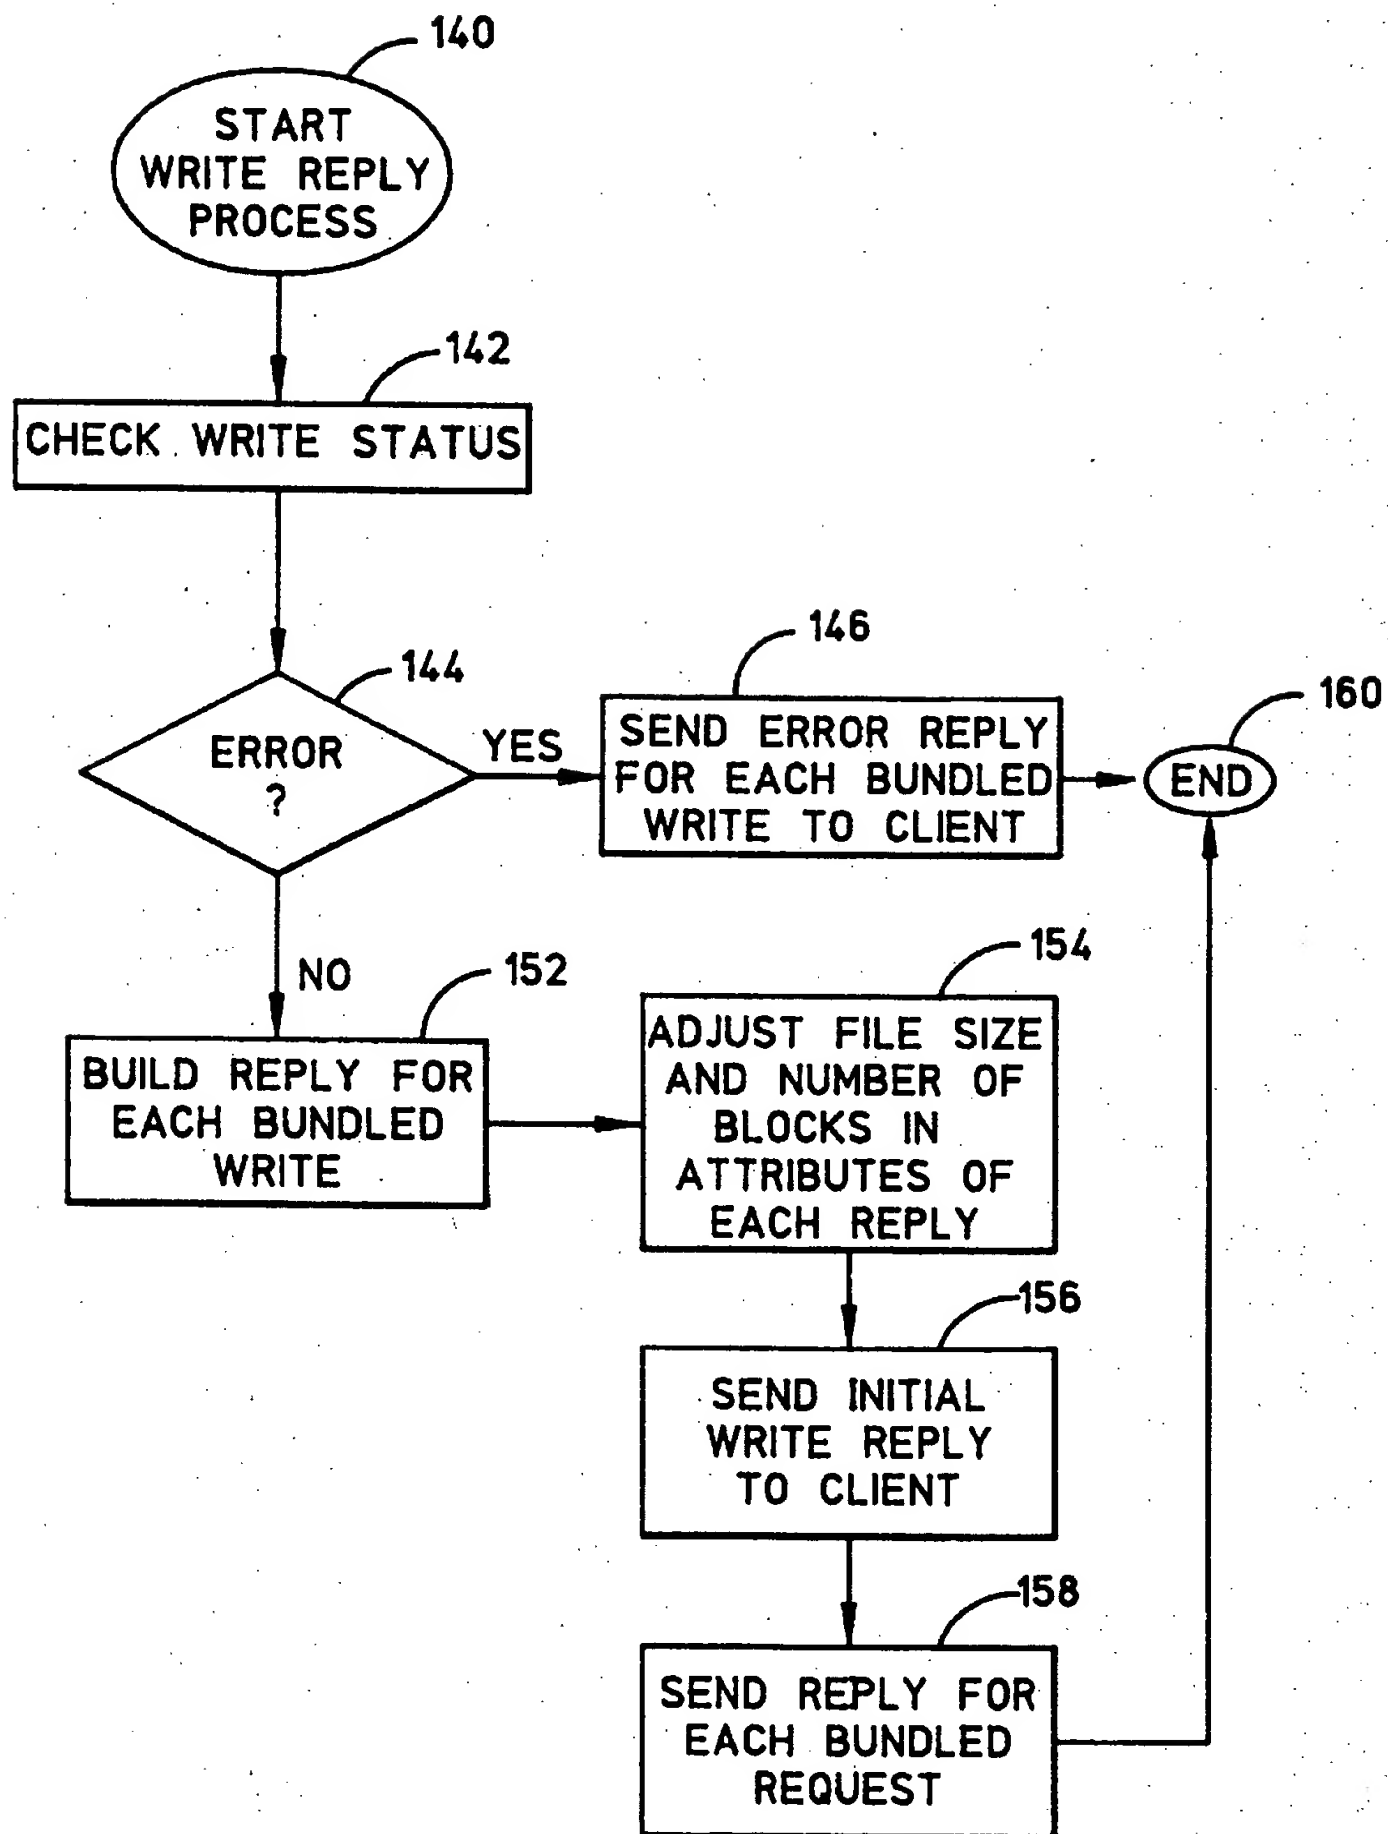 140
START
WRITE REPLY
PROCESS
142
CHECK WRITE STATUS
144
ERROR
?
YES
146
SEND ERROR REPLY
FOR EACH BUNDLED
WRITE TO CLIENT
160
END
NO
152
BUILD REPLY FOR
EACH BUNDLED
WRITE
154
ADJUST FILE SIZE
AND NUMBER OF
BLOCKS IN
ATTRIBUTES OF
EACH REPLY
156
SEND INITIAL
WRITE REPLY
TO CLIENT
158
SEND REPLY FOR
EACH BUNDLED
REQUEST